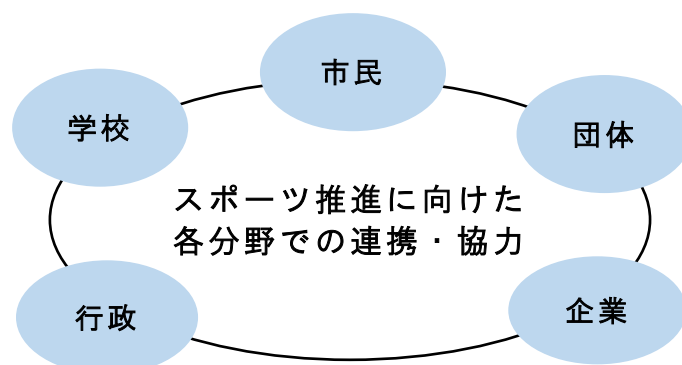 市民
学校
団体
スポーツ推進に向けた
各分野での連携・協力
行政
企業